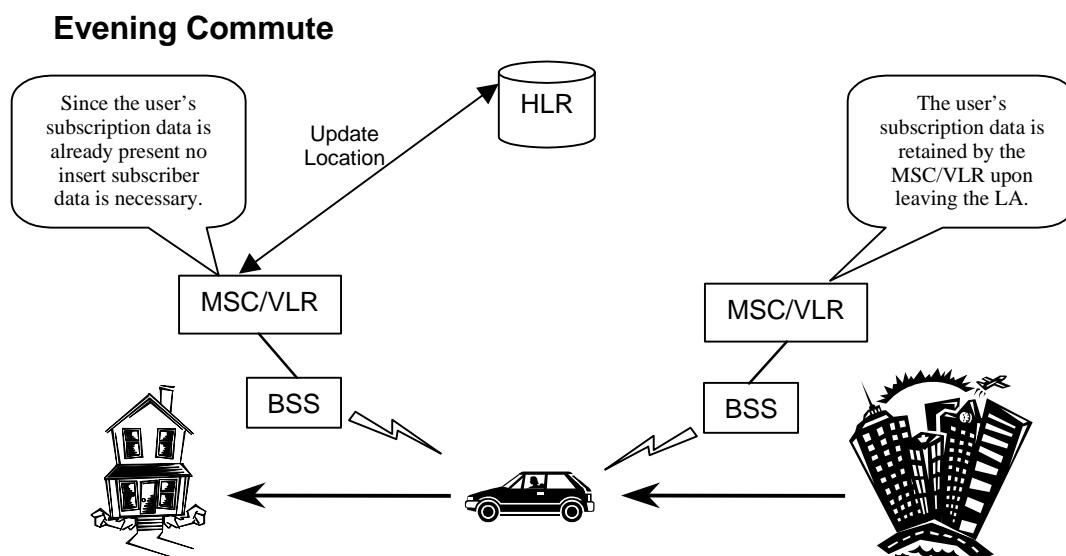 Evening Commute
Since the user's
subscription data is
already present no
insert subscriber
data is necessary.
Update
Location
HLR
The user's
subscription data is
retained by the
MSC/VLR upon
leaving the LA.
MSC/VLR
MSC/VLR
BSS
BSS